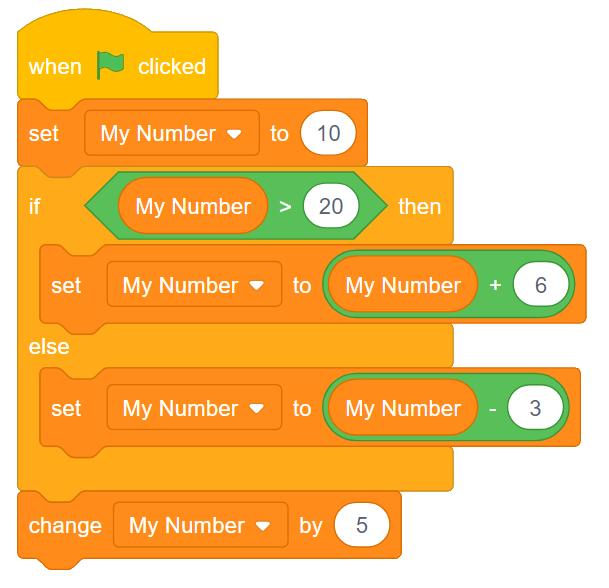 when clicked
set My Number to 10
if My Number > 20 then
set My Number to My Number + 6
else
set My Number to My Number - 3
change My Number by 5